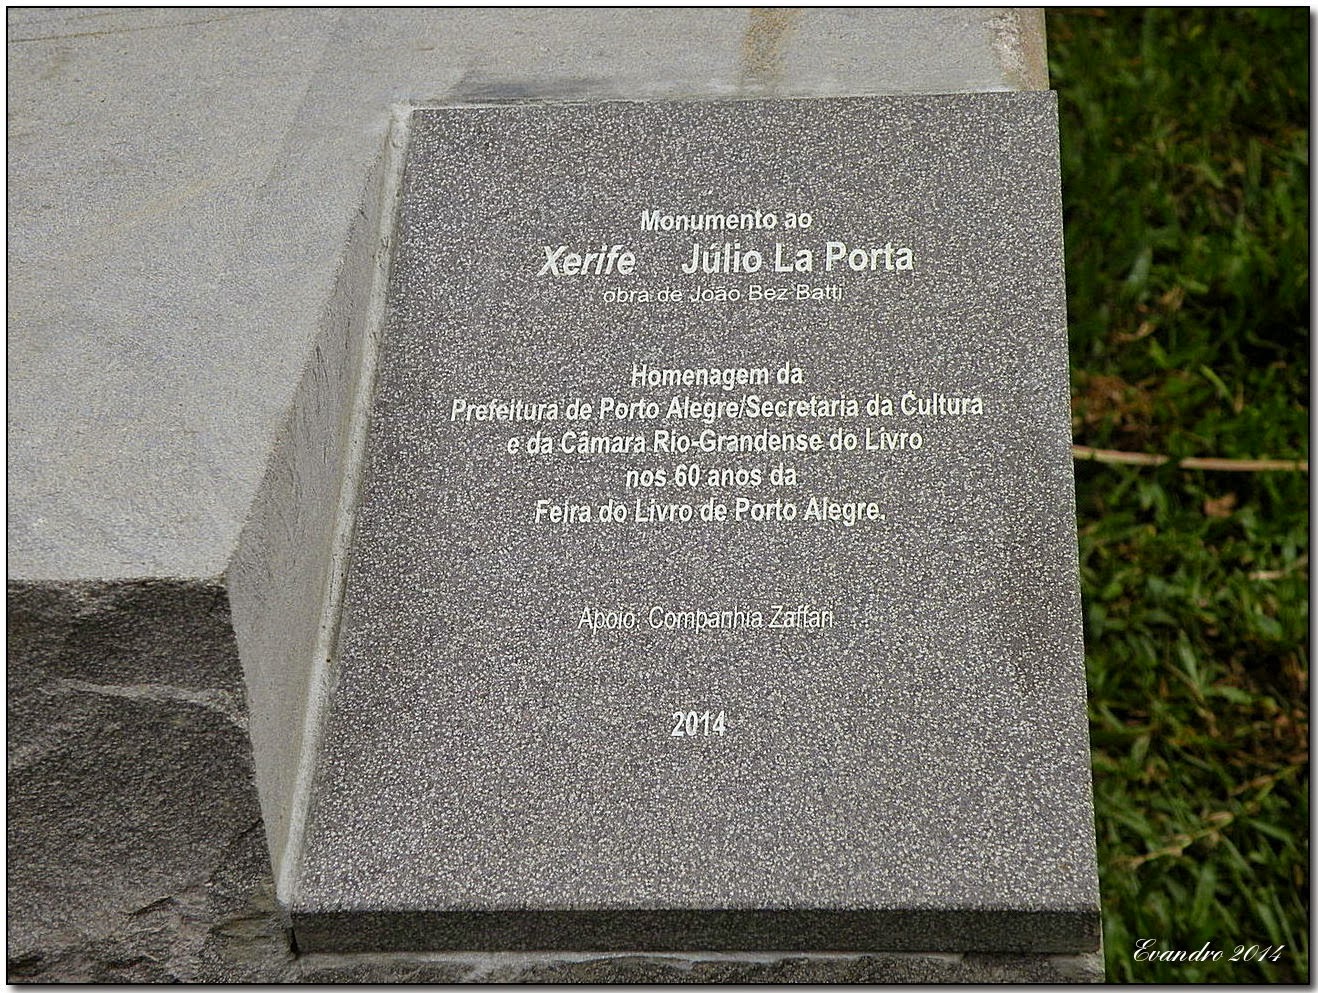 Monumento ao
Xerife Júlio La Porta
obra de João Bez Batti
Homenagem da
Prefeitura de Porto Alegre/Secretaria da Cultura
e da Câmara Rio-Grandense do Livro
nos 60 anos da
Feira do Livro de Porto Alegre.
Apoio: Companhia Zaffari
2014
Evandro 2014